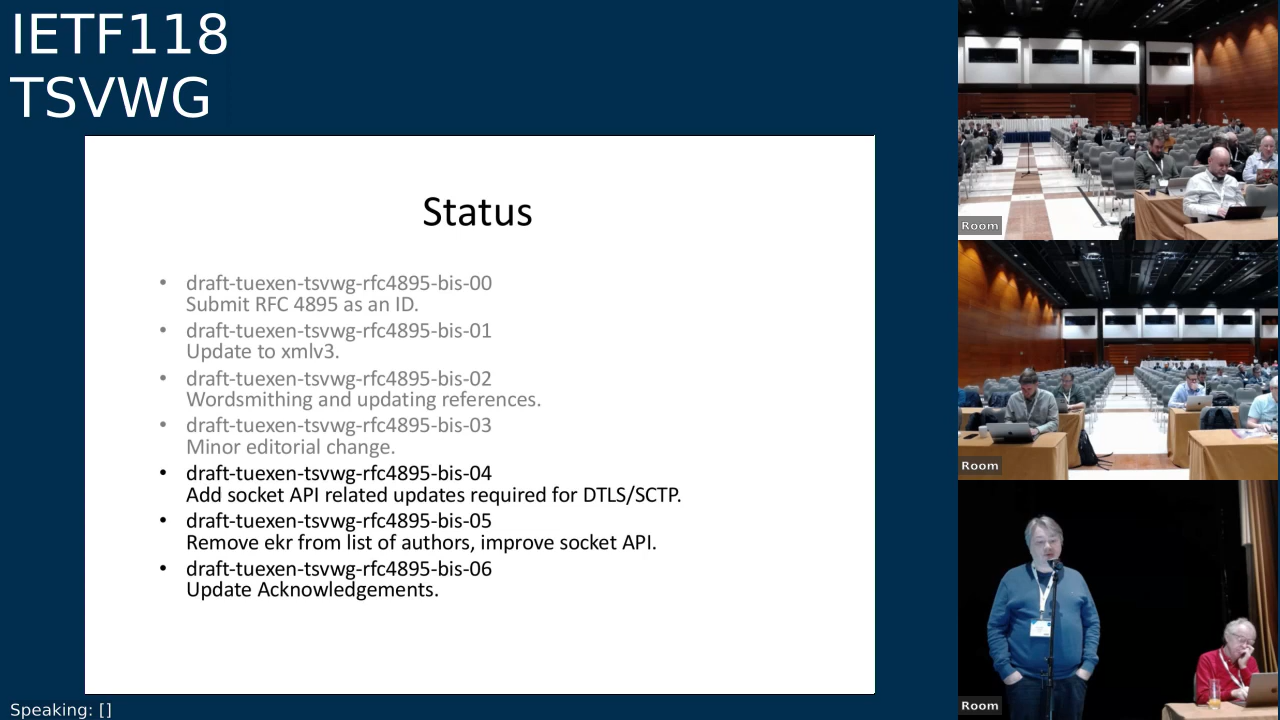 IETF118
TSVWG
Status
• draft-tuexen-tsvwg-rfc4895-bis-00
Submit RFC 4895 as an ID.
• draft-tuexen-tsvwg-rfc4895-bis-01
Update to xmlv3.
• draft-tuexen-tsvwg-rfc4895-bis-02
Wordsmithing and updating references.
• draft-tuexen-tsvwg-rfc4895-bis-03
Minor editorial change.
• draft-tuexen-tsvwg-rfc4895-bis-04
Add socket API related updates required for DTLS/SCTP.
• draft-tuexen-tsvwg-rfc4895-bis-05
Remove ekr from list of authors, improve socket API.
• draft-tuexen-tsvwg-rfc4895-bis-06
Update Acknowledgements.
Room
Room
Room
Speaking: []